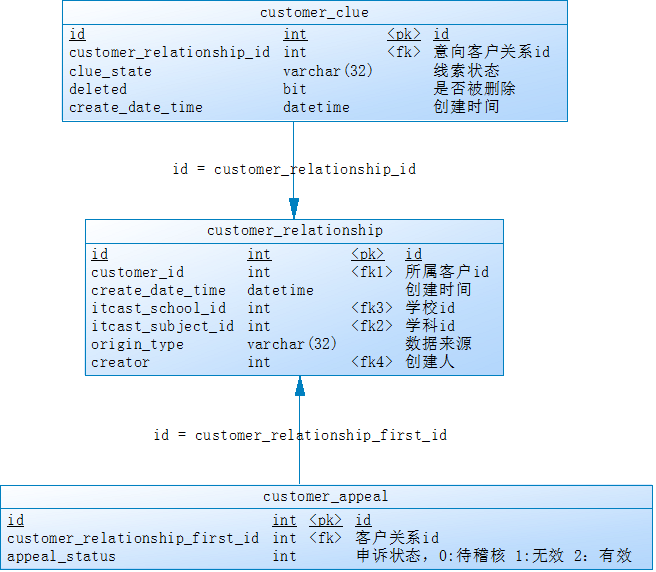 customer_clue
id int <pk> id
customer_relationship_id int <fk> 意向客户关系id
clue_state varchar(32) 线索状态
deleted bit 是否被删除
create_date_time datetime 创建时间
id = customer_relationship_id
customer_relationship
id int <pk> id
customer_id int <fk1> 所属客户id
create_date_time datetime 创建时间
itcast_school_id int <fk3> 学校id
itcast_subject_id int <fk2> 学科id
origin_type varchar(32) 数据来源
creator int <fk4> 创建人
id = customer_relationship_first_id
customer_appeal
id int <pk> id
customer_relationship_first_id int <fk> 客户关系id
appeal_status int 申诉状态，0:待稽核 1:无效 2：有效